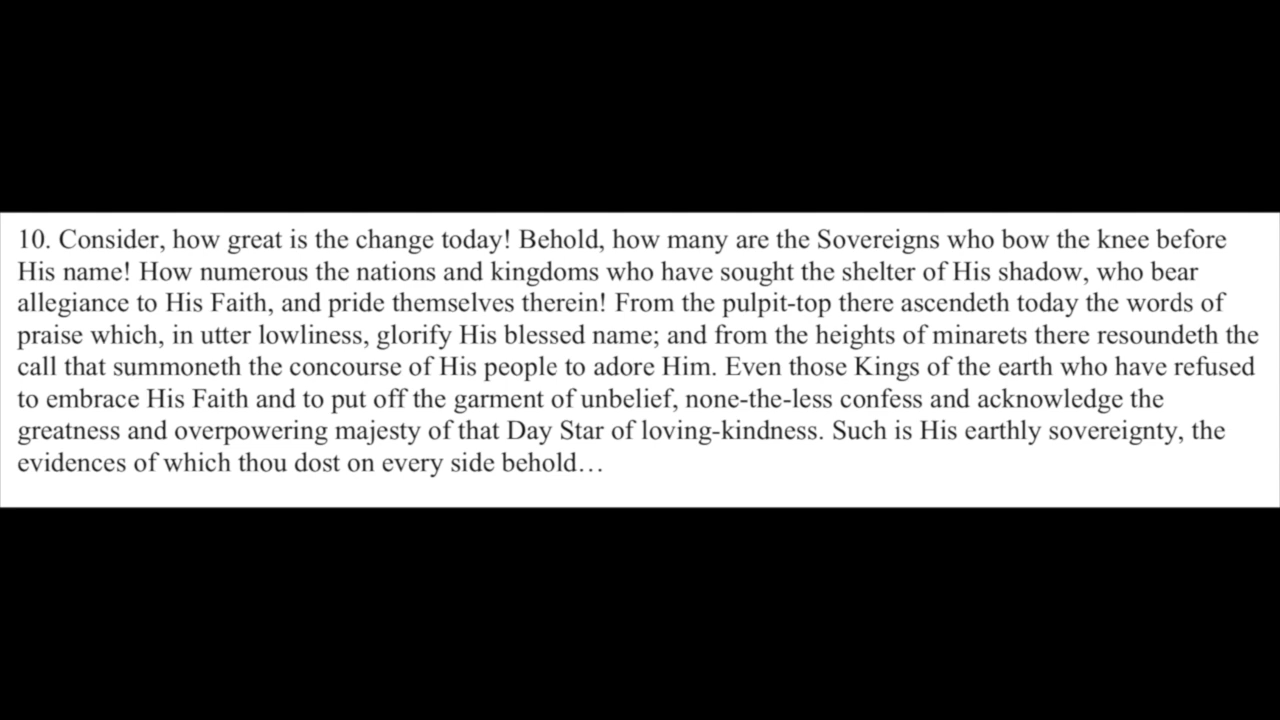 10. Consider, how great is the change today! Behold, how many are the Sovereigns who bow the knee before
His name! How numerous the nations and kingdoms who have sought the shelter of His shadow, who bear
allegiance to His Faith, and pride themselves therein! From the pulpit-top there ascendeth today the words of
praise which, in utter lowliness, glorify His blessed name; and from the heights of minarets there resoundeth the
call that summoneth the concourse of His people to adore Him. Even those Kings of the earth who have refused
to embrace His Faith and to put off the garment of unbelief, none-the-less confess and acknowledge the
greatness and overpowering majesty of that Day Star of loving-kindness. Such is His earthly sovereignty, the
evidences of which thou dost on every side behold…